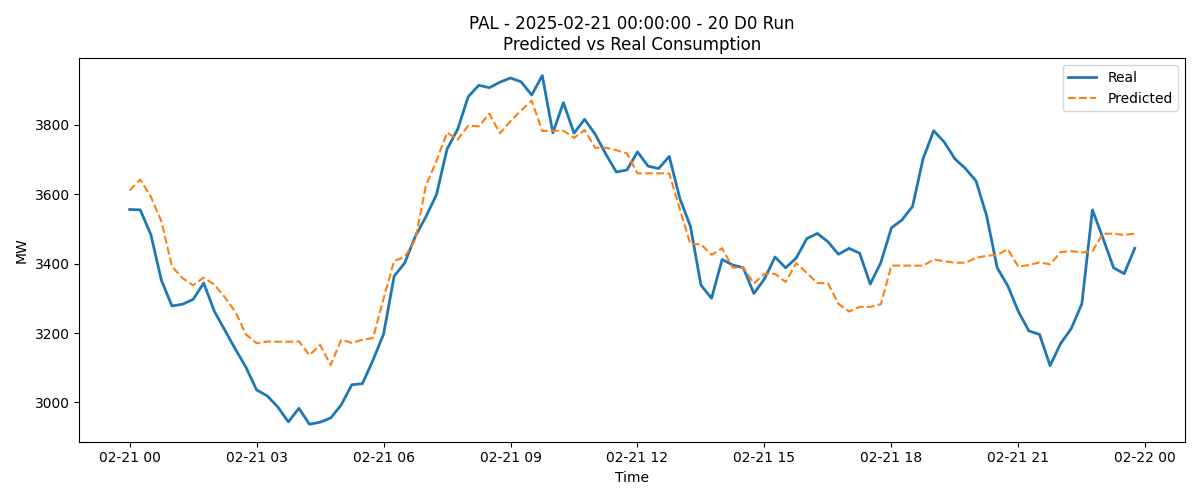 PAL - 2025-02-21 00:00:00 - 20 D0 Run
Predicted vs Real Consumption
Real
Predicted
MW
3800
3600
3400
3200
3000
02-21 00
02-21 03
02-21 06
02-21 09
02-21 12
02-21 15
02-21 18
02-21 21
02-22 00
Time